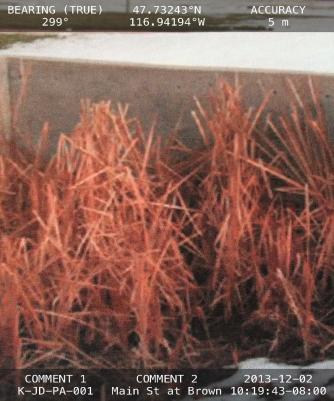 BEARING (TRUE) 47.73243°N ACCURACY
299° 116.94194°W 5 m
COMMENT 1 COMMENT 2 2013-12-02
K-JD-PA-001 Main St at Brown 10:19:43-08:00